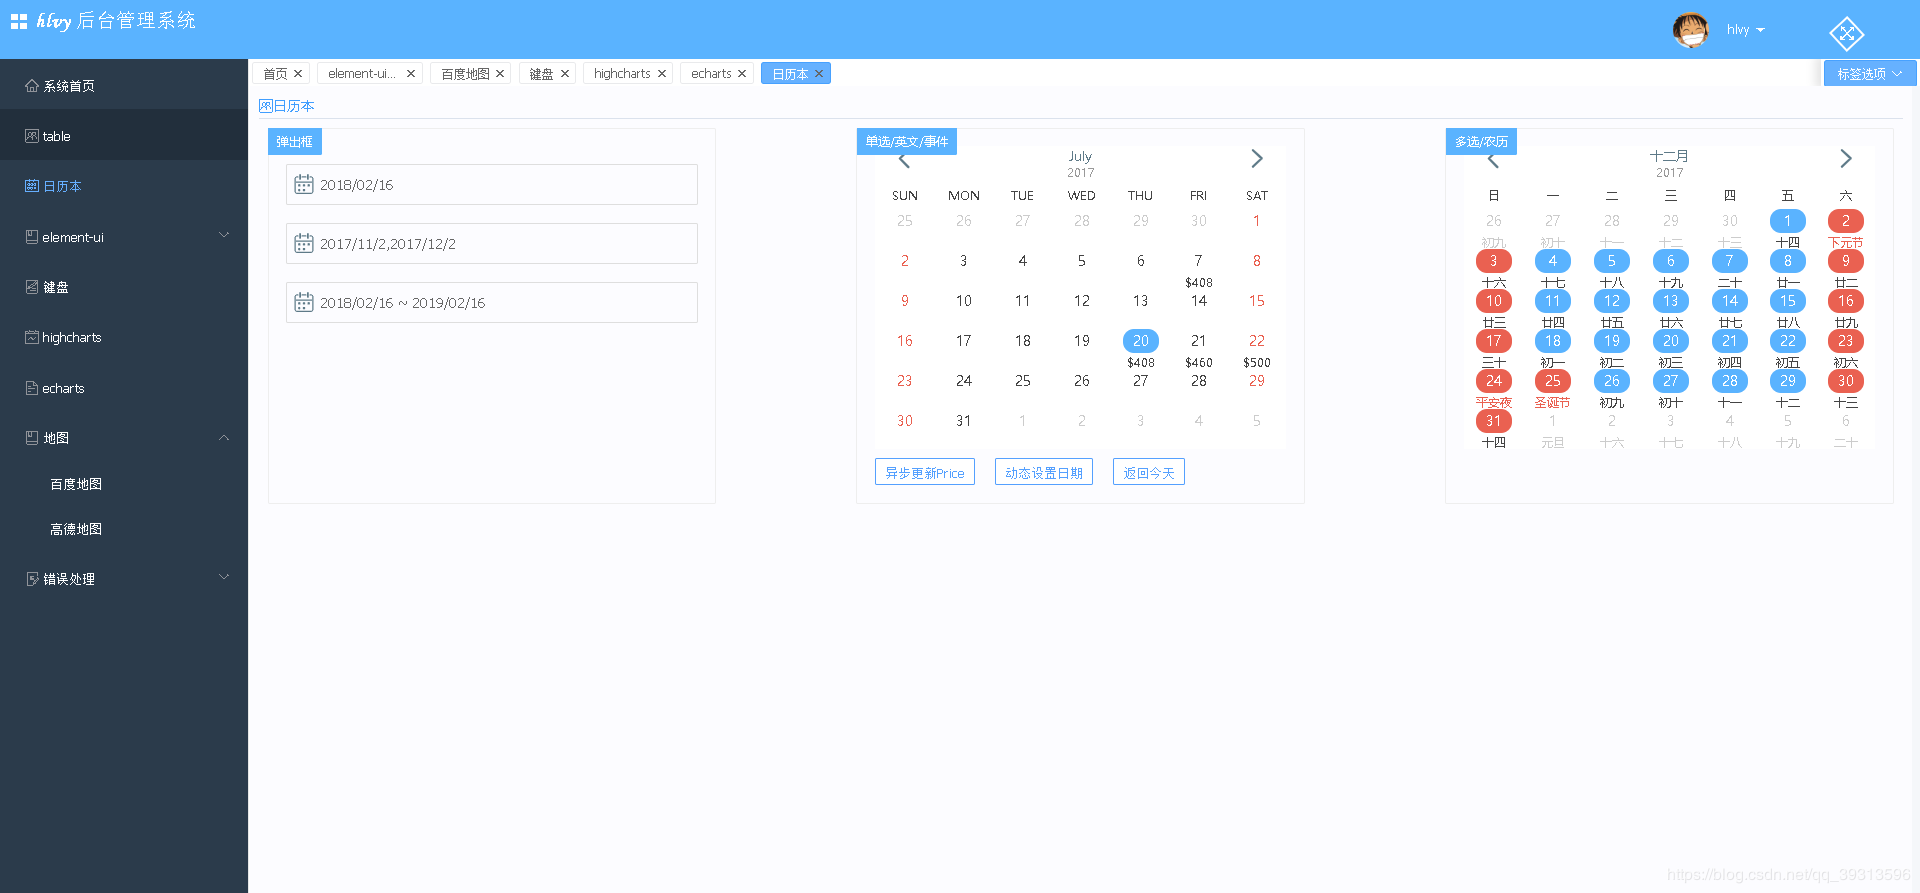 hlvy 后台管理系统
hlvy
系统首页
table
日历本
element-ui
键盘
highcharts
echarts
地图
百度地图
高德地图
错误处理
首页 element-ui... 百度地图 键盘 highcharts echarts 日历本
标签选项
日历本
弹出框
2018/02/16
2017/11/2,2017/12/2
2018/02/16 ~ 2019/02/16
单选/英文/事件
July
2017
SUN MON TUE WED THU FRI SAT
25 26 27 28 29 30 1
2 3 4 5 6 7 8
$408
9 10 11 12 13 14 15
16 17 18 19 20 21 22
$408 $460 $500
23 24 25 26 27 28 29
30 31 1 2 3 4 5
异步更新Price 动态设置日期 返回今天
多选/农历
十二月
2017
日 一 二 三 四 五 六
26 27 28 29 30 1 2
初九 初十 十一 十二 十三 十四 下元节
3 4 5 6 7 8 9
十六 十七 十八 十九 二十 廿一 廿二
10 11 12 13 14 15 16
廿三 廿四 廿五 廿六 廿七 廿八 廿九
17 18 19 20 21 22 23
三十 初一 初二 初三 初四 初五 初六
24 25 26 27 28 29 30
平安夜 圣诞节 初九 初十 十一 十二 十三
31 1 2 3 4 5 6
十四 元旦 十六 十七 十八 十九 二十
https://blog.csdn.net/qq_39313596